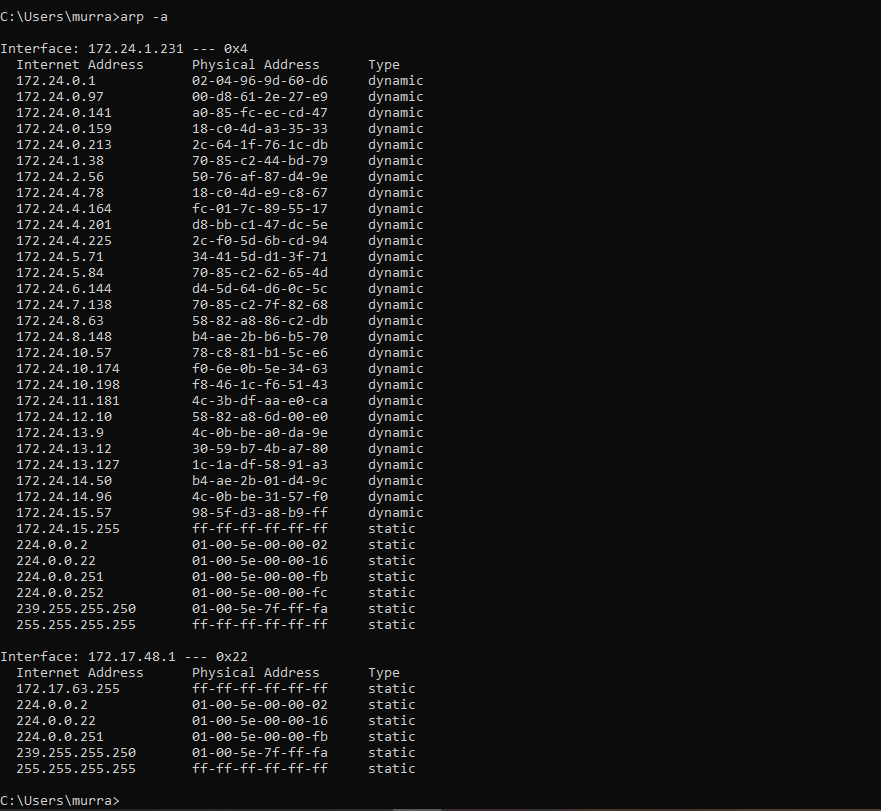 C:\Users\murra>arp -a
Interface: 172.24.1.231 --- 0x4
  Internet Address      Physical Address      Type
  172.24.0.1            02-04-96-9d-60-d6     dynamic
  172.24.0.97           00-d8-61-2e-27-e9     dynamic
  172.24.0.141          a0-85-fc-ec-cd-47     dynamic
  172.24.0.159          18-c0-4d-a3-35-33     dynamic
  172.24.0.213          2c-64-1f-76-1c-db     dynamic
  172.24.1.38           70-85-c2-44-bd-79     dynamic
  172.24.2.56           50-76-af-87-d4-9e     dynamic
  172.24.4.78           18-c0-4d-e9-c8-67     dynamic
  172.24.4.164          fc-01-7c-89-55-17     dynamic
  172.24.4.201          d8-bb-c1-47-dc-5e     dynamic
  172.24.4.225          2c-f0-5d-6b-cd-94     dynamic
  172.24.5.71           34-41-5d-d1-3f-71     dynamic
  172.24.5.84           70-85-c2-62-65-4d     dynamic
  172.24.6.144          d4-5d-64-d6-0c-5c     dynamic
  172.24.7.138          70-85-c2-7f-82-68     dynamic
  172.24.8.63           58-82-a8-86-c2-db     dynamic
  172.24.8.148          b4-ae-2b-b6-b5-70     dynamic
  172.24.10.57          78-c8-81-b1-5c-e6     dynamic
  172.24.10.174         f0-6e-0b-5e-34-63     dynamic
  172.24.10.198         f8-46-1c-f6-51-43     dynamic
  172.24.11.181         4c-3b-df-aa-e0-ca     dynamic
  172.24.12.10          58-82-a8-6d-00-e0     dynamic
  172.24.13.9           4c-0b-be-a0-da-9e     dynamic
  172.24.13.12          30-59-b7-4b-a7-80     dynamic
  172.24.13.127         1c-1a-df-58-91-a3     dynamic
  172.24.14.50          b4-ae-2b-01-d4-9c     dynamic
  172.24.14.96          4c-0b-be-31-57-f0     dynamic
  172.24.15.57          98-5f-d3-a8-b9-ff     dynamic
  172.24.15.255         ff-ff-ff-ff-ff-ff     static
  224.0.0.2             01-00-5e-00-00-02     static
  224.0.0.22            01-00-5e-00-00-16     static
  224.0.0.251           01-00-5e-00-00-fb     static
  224.0.0.252           01-00-5e-00-00-fc     static
  239.255.255.250       01-00-5e-7f-ff-fa     static
  255.255.255.255       ff-ff-ff-ff-ff-ff     static
Interface: 172.17.48.1 --- 0x22
  Internet Address      Physical Address      Type
  172.17.63.255         ff-ff-ff-ff-ff-ff     static
  224.0.0.2             01-00-5e-00-00-02     static
  224.0.0.22            01-00-5e-00-00-16     static
  224.0.0.251           01-00-5e-00-00-fb     static
  239.255.255.250       01-00-5e-7f-ff-fa     static
  255.255.255.255       ff-ff-ff-ff-ff-ff     static
C:\Users\murra>